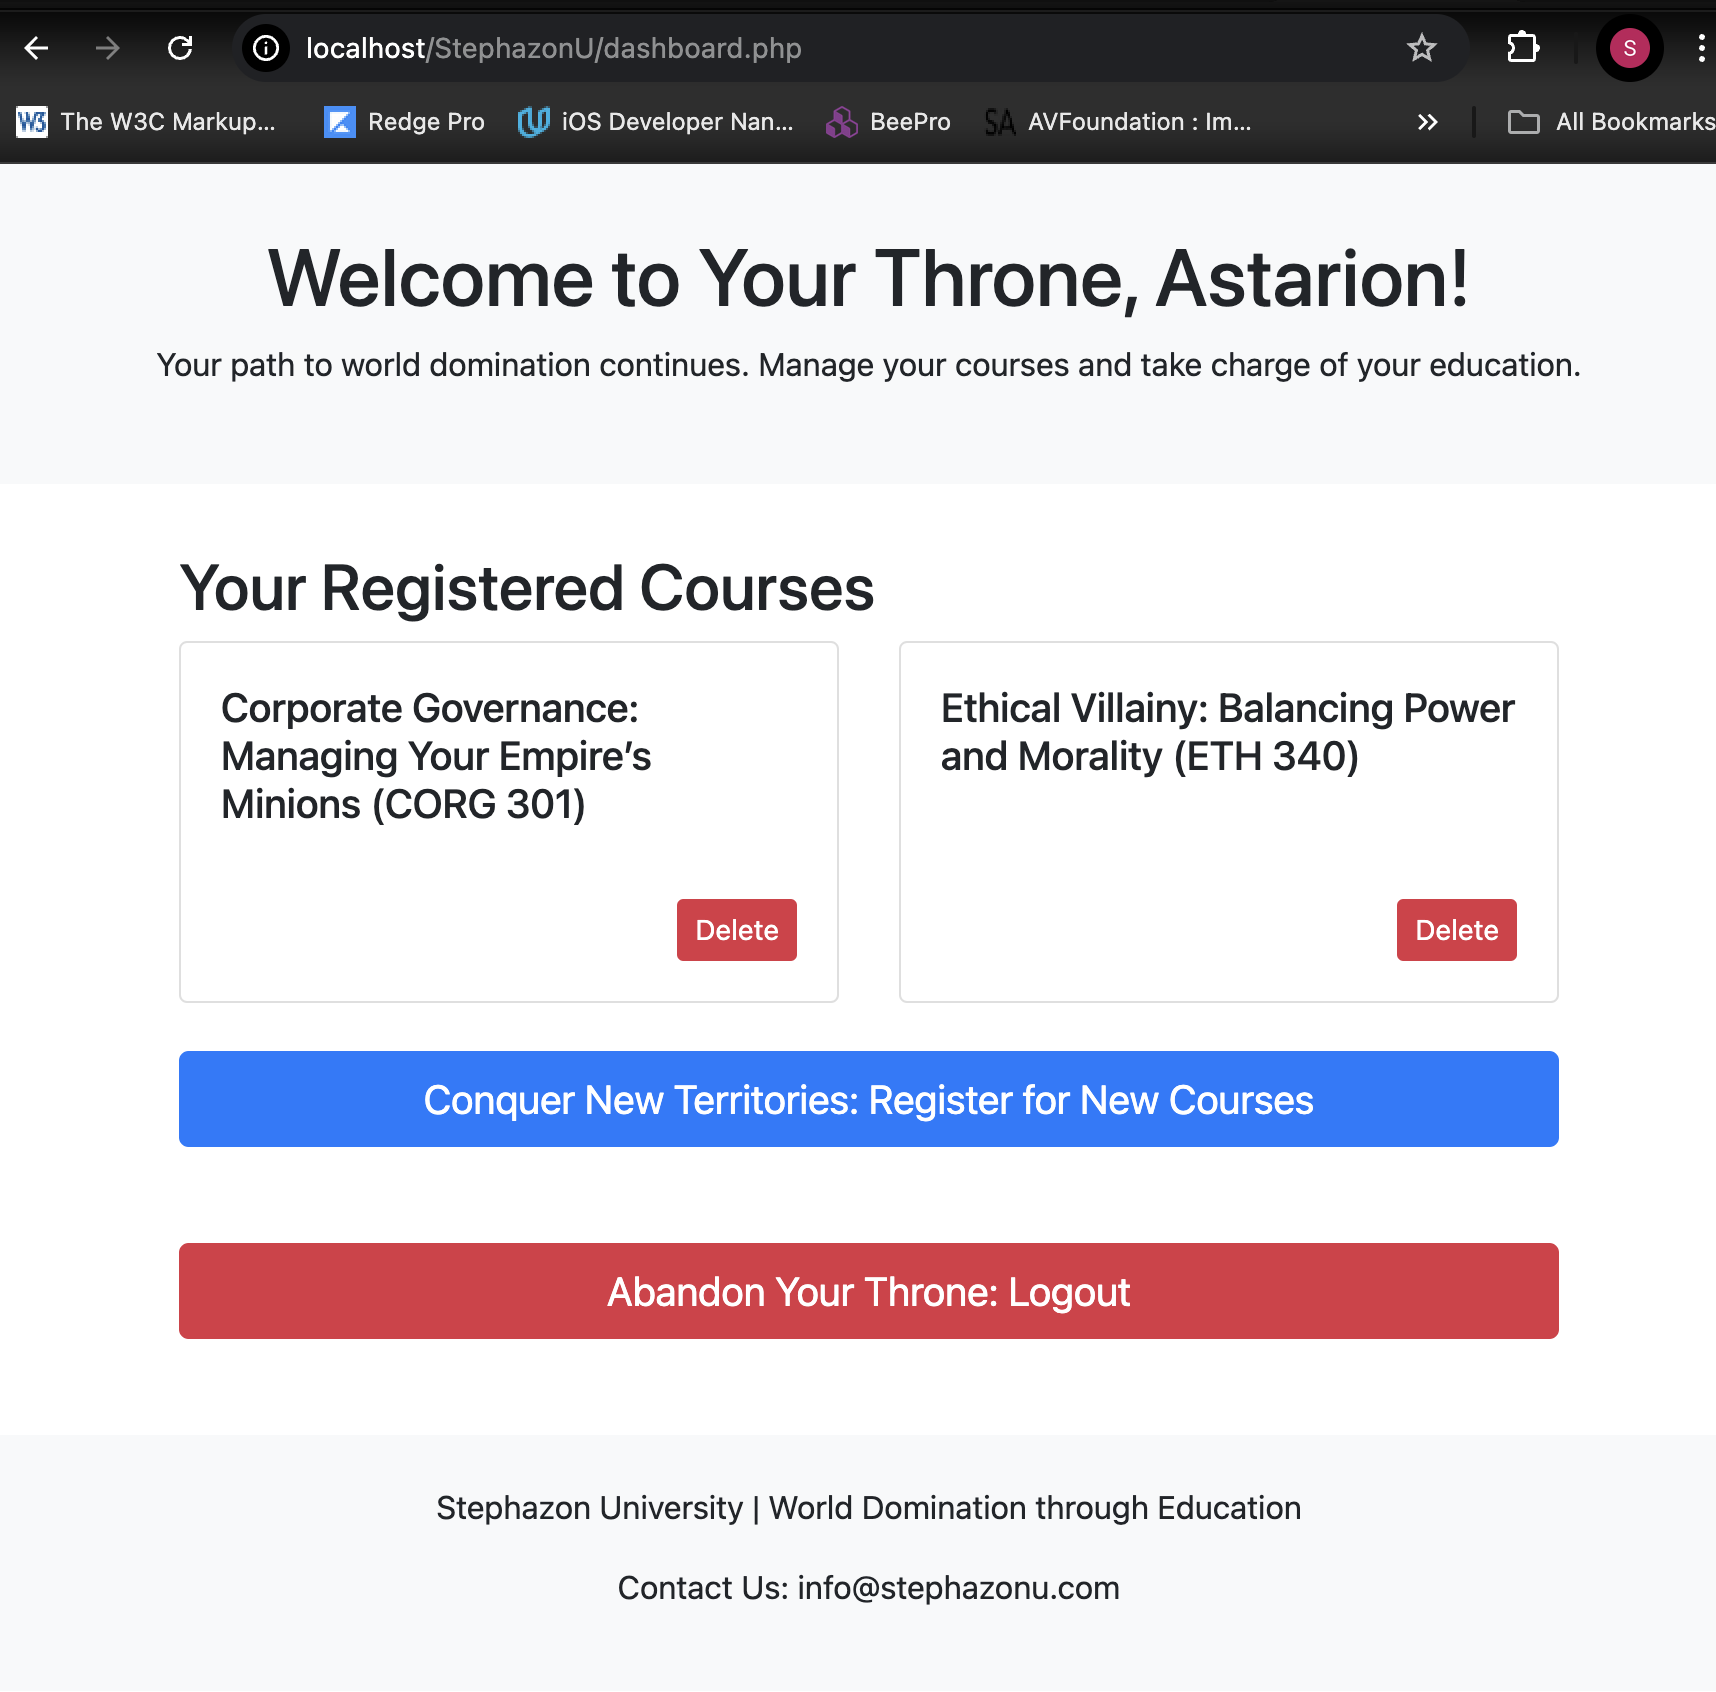 localhost/StephazonU/dashboard.php
S
W3 The W3C Markup... Redge Pro iOS Developer Nan... BeePro SA AVFoundation : Im... All Bookmarks
Welcome to Your Throne, Astarion!
Your path to world domination continues. Manage your courses and take charge of your education.
Your Registered Courses
Corporate Governance:
Managing Your Empire’s
Minions (CORG 301)
Delete
Ethical Villainy: Balancing Power
and Morality (ETH 340)
Delete
Conquer New Territories: Register for New Courses
Abandon Your Throne: Logout
Stephazon University | World Domination through Education
Contact Us: info@stephazonu.com